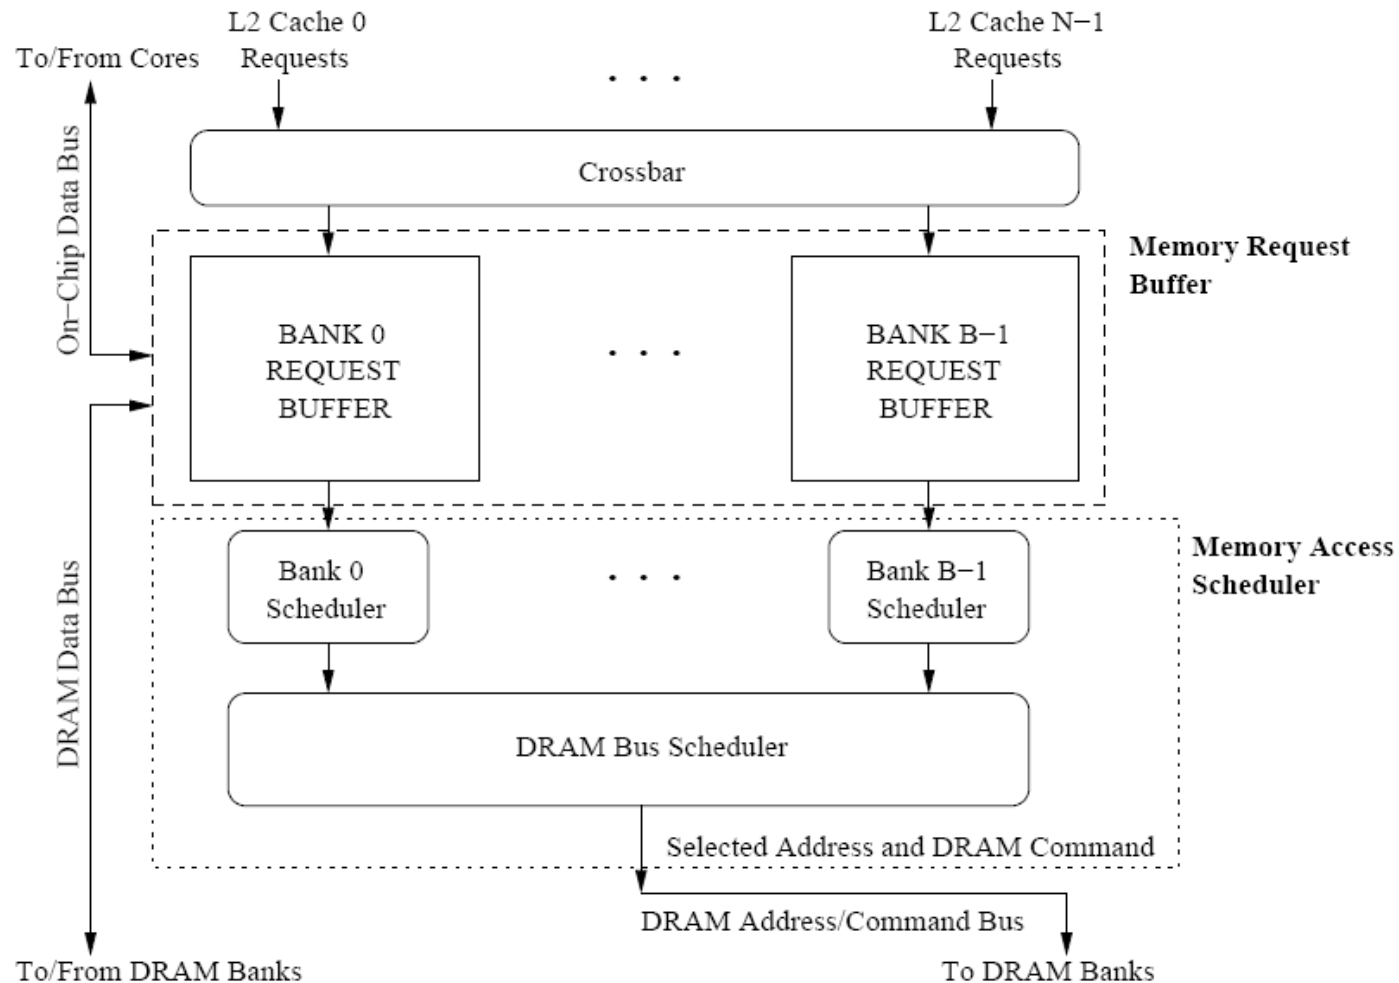 L2 Cache 0
Requests
L2 Cache N−1
Requests
To/From Cores
. . .
Crossbar
On−Chip Data Bus
Memory Request
Buffer
BANK 0
REQUEST
BUFFER
. . .
BANK B−1
REQUEST
BUFFER
Memory Access
Scheduler
Bank 0
Scheduler
. . .
Bank B−1
Scheduler
DRAM Data Bus
DRAM Bus Scheduler
Selected Address and DRAM Command
DRAM Address/Command Bus
To/From DRAM Banks
To DRAM Banks